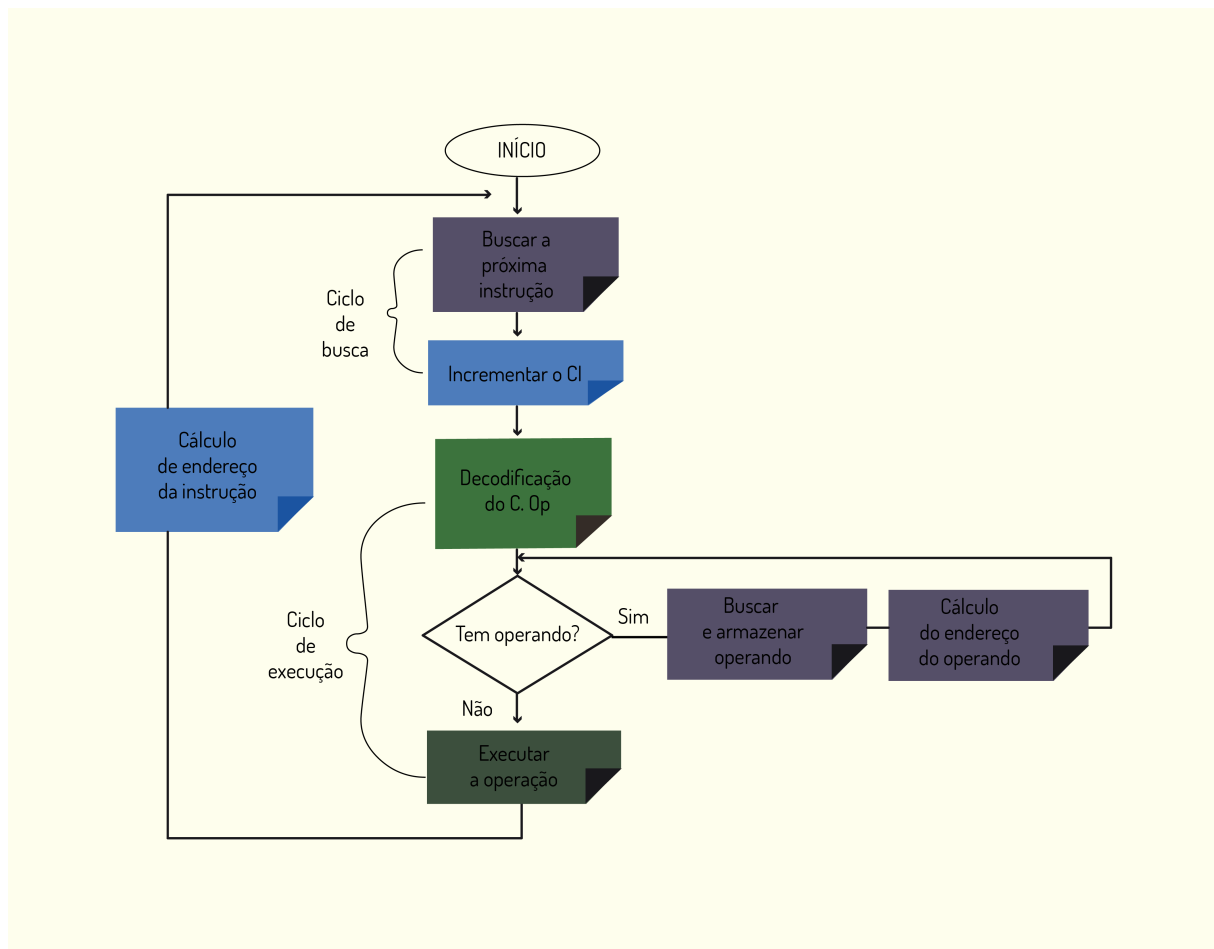 INÍCIO
Buscar a
próxima
instrução
Ciclo
de
busca
Incrementar o CI
Cálculo
de endereço
da instrução
Decodificação
do C. Op
Ciclo
de
execução
Tem operando?
Sim
Buscar
e armazenar
operando
Cálculo
do endereço
do operando
Não
Executar
a operação